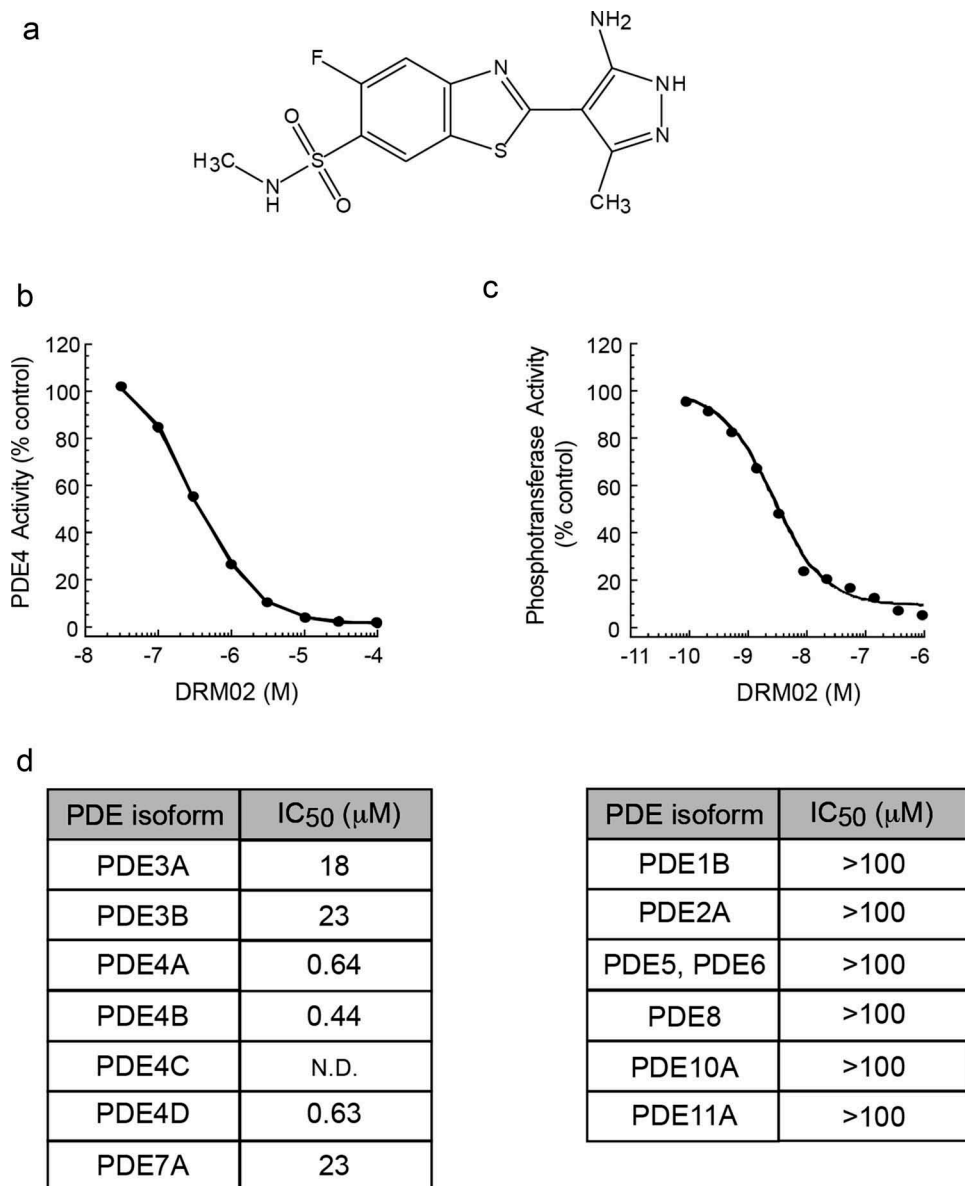 a
NH2
F
N
NH
O
S
N
H3C
S
N
H
O
CH3
b
c
PDE4 Activity (% control)
120
100
80
60
40
20
0
-8 -7 -6 -5 -4
DRM02 (M)
Phosphotransferase Activity
(% control)
120
100
80
60
40
20
0
-11 -10 -9 -8 -7 -6
DRM02 (M)
d
PDE isoform IC50 (μM)
PDE3A 18
PDE3B 23
PDE4A 0.64
PDE4B 0.44
PDE4C N.D.
PDE4D 0.63
PDE7A 23
PDE isoform IC50 (μM)
PDE1B >100
PDE2A >100
PDE5, PDE6 >100
PDE8 >100
PDE10A >100
PDE11A >100